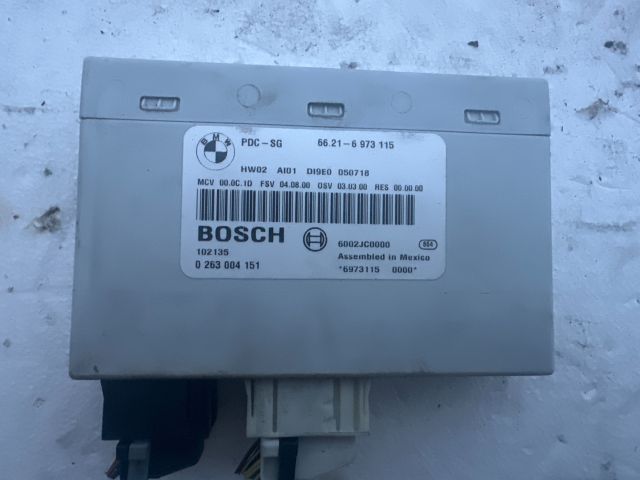 BMW
PDC-SG 66.21-6 973 115
HW02 AI01 DI9E0 050718
MCV 00.0C.1D FSV 04.08.00 OSV 03.03.00 RES 00.00.00
BOSCH
6002JC0000 864
102135 Assembled in Mexico
0 263 004 151 *6973115 0000*